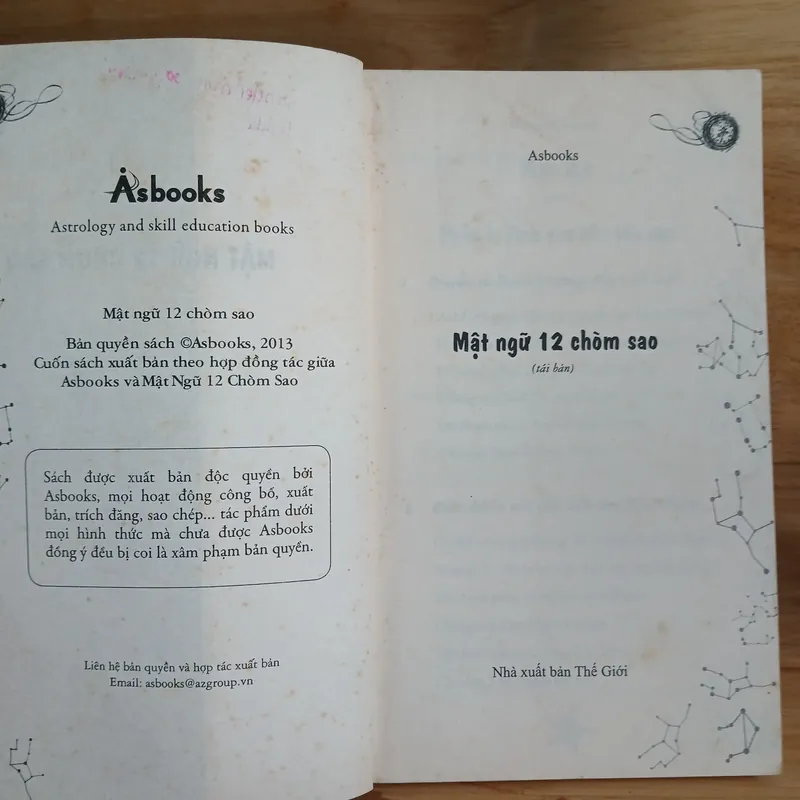 Asbooks
Astrology and skill education books
Mật ngữ 12 chòm sao
Bản quyền sách ©Asbooks, 2013
Cuốn sách xuất bản theo hợp đồng tác giữa
Asbooks và Mật Ngữ 12 Chòm Sao
Sách được xuất bản độc quyền bởi
Asbooks, mọi hoạt động công bố, xuất
bản, trích đăng, sao chép... tác phẩm dưới
mọi hình thức mà chưa được Asbooks
đồng ý đều bị coi là xâm phạm bản quyền.
Liên hệ bản quyền và hợp tác xuất bản
Email: asbooks@azgroup.vn
Asbooks
Mật ngữ 12 chòm sao
(tái bản)
Nhà xuất bản Thế Giới